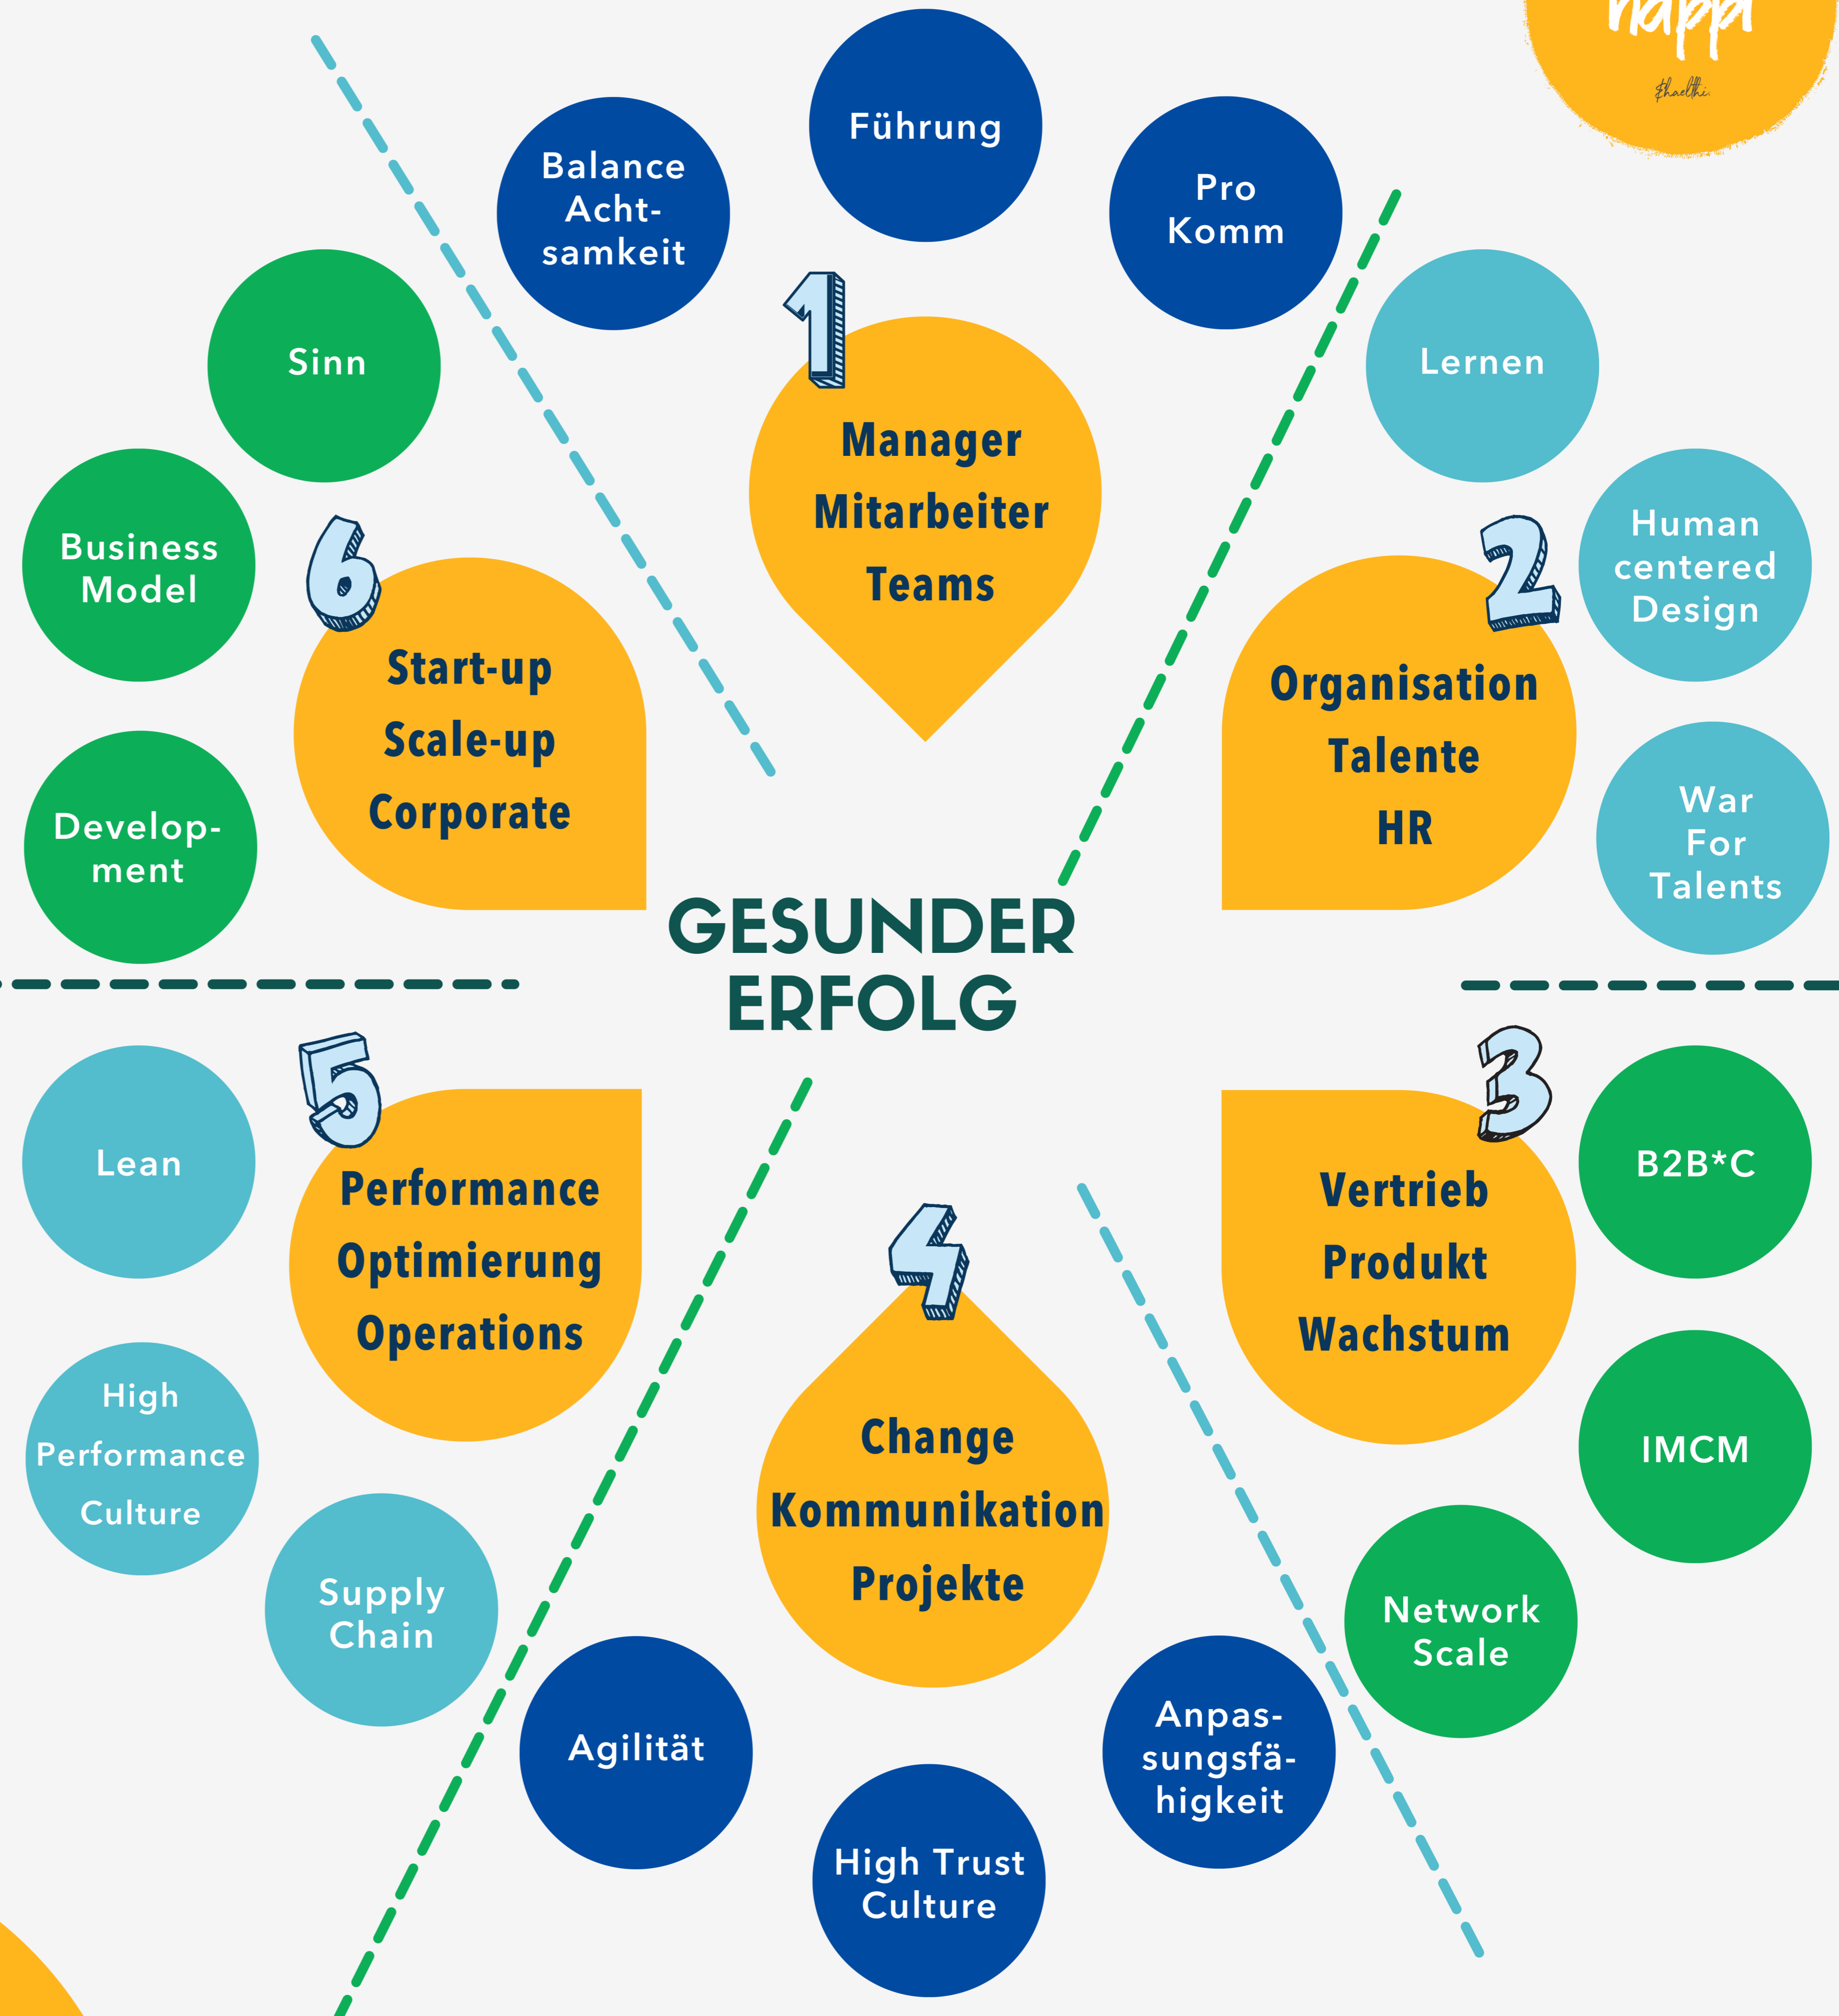 happi
&haelthi.
Führung
Balance
Acht-
samkeit
Pro
Komm
1
Manager
Mitarbeiter
Teams
Lernen
Human
centered
Design
War
For
Talents
2
Organisation
Talente
HR
Sinn
Business
Model
Develop-
ment
6
Start-up
Scale-up
Corporate
GESUNDER
ERFOLG
3
Vertrieb
Produkt
Wachstum
B2B*C
IMCM
Network
Scale
5
Performance
Optimierung
Operations
Lean
High
Performance
Culture
Supply
Chain
4
Change
Kommunikation
Projekte
Agilität
High Trust
Culture
Anpas-
sungsfä-
higkeit